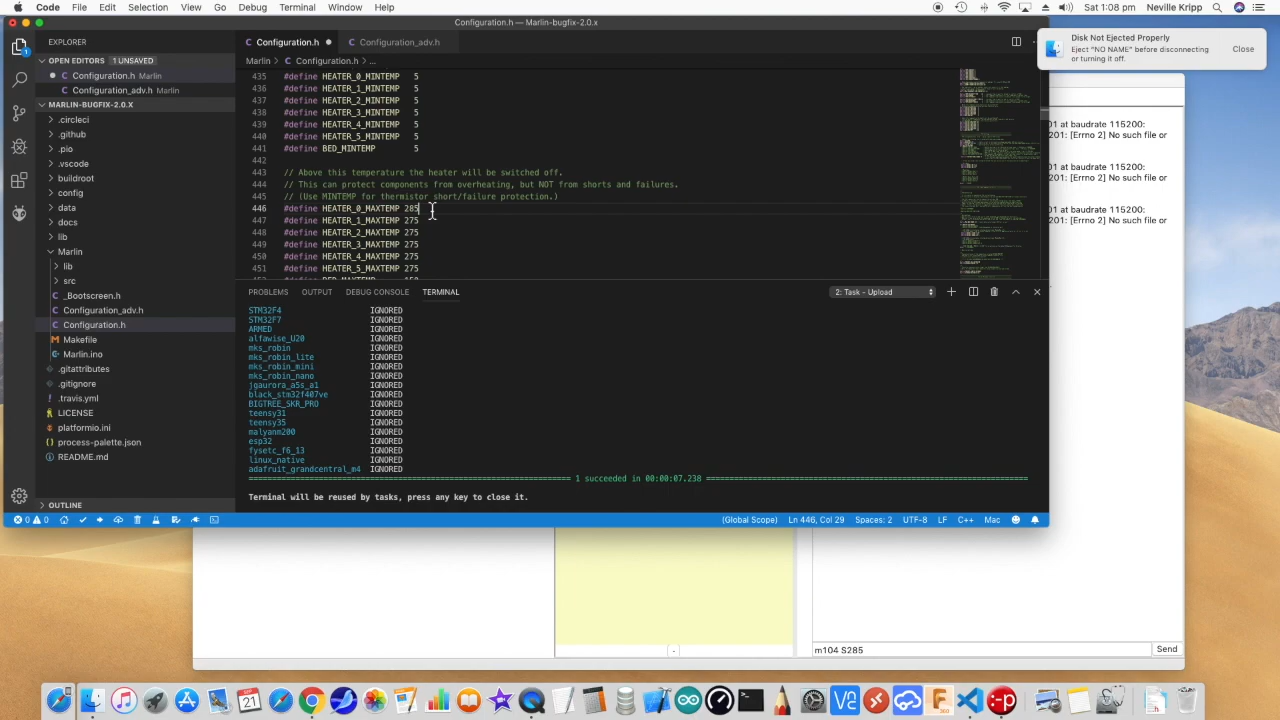 Code File Edit Selection View Go Debug Terminal Window Help
Sat 1:08 pm Neville Kripp
Configuration.h — Marlin-bugfix-2.0.x
Disk Not Ejected Properly
Eject "NO NAME" before disconnecting
or turning it off.
Close
EXPLORER
OPEN EDITORS 1 UNSAVED
Configuration.h Marlin
Configuration_adv.h Marlin
MARLIN-BUGFIX-2.0.X
.circleci
.github
.pio
.vscode
buildroot
config
data
docs
lib
Marlin
lib
src
_Bootscreen.h
Configuration_adv.h
Configuration.h
Makefile
Marlin.ino
.gitattributes
.gitignore
.travis.yml
LICENSE
platformio.ini
process-palette.json
README.md
OUTLINE
Configuration.h Configuration_adv.h
Marlin > Configuration.h > ...
435 #define HEATER_0_MINTEMP 5
436 #define HEATER_1_MINTEMP 5
437 #define HEATER_2_MINTEMP 5
438 #define HEATER_3_MINTEMP 5
439 #define HEATER_4_MINTEMP 5
440 #define HEATER_5_MINTEMP 5
441 #define BED_MINTEMP 5
442
443 // Above this temperature the heater will be switched off.
444 // This can protect components from overheating, but NOT from shorts and failures.
445 // (Use MINTEMP for thermistor short/failure protection.)
446 #define HEATER_0_MAXTEMP 285
447 #define HEATER_1_MAXTEMP 275
448 #define HEATER_2_MAXTEMP 275
449 #define HEATER_3_MAXTEMP 275
450 #define HEATER_4_MAXTEMP 275
451 #define HEATER_5_MAXTEMP 275
PROBLEMS OUTPUT DEBUG CONSOLE TERMINAL
2: Task - Upload
STM32F4 IGNORED
STM32F7 IGNORED
ARMED IGNORED
alfawise_U20 IGNORED
mks_robin IGNORED
mks_robin_lite IGNORED
mks_robin_mini IGNORED
mks_robin_nano IGNORED
jgaurora_a5s_a1 IGNORED
black_stm32f407ve IGNORED
BIGTREE_SKR_PRO IGNORED
teensy31 IGNORED
teensy35 IGNORED
malyanm200 IGNORED
esp32 IGNORED
fysetc_f6_13 IGNORED
linux_native IGNORED
adafruit_grandcentral_m4 IGNORED
1 succeeded in 00:00:07.238
Terminal will be reused by tasks, press any key to close it.
0 0
(Global Scope) Ln 446, Col 29 Spaces: 2 UTF-8 LF C++ Mac
01 at baudrate 115200:
201: [Errno 2] No such file or
01 at baudrate 115200:
201: [Errno 2] No such file or
01 at baudrate 115200:
201: [Errno 2] No such file or
m104 S285
Send